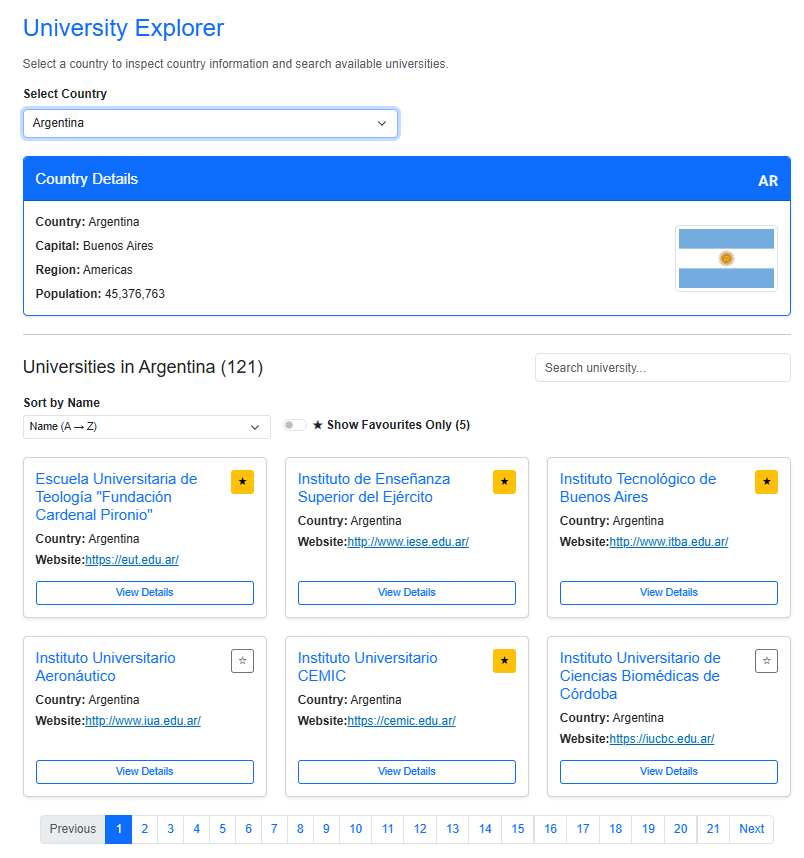 University Explorer
Select a country to inspect country information and search available universities.
Select Country
Argentina
Country Details
AR
Country: Argentina
Capital: Buenos Aires
Region: Americas
Population: 45,376,763
Universities in Argentina (121)
Search university...
Sort by Name
Name (A → Z)
★ Show Favourites Only (5)
Escuela Universitaria de
Teología "Fundación
Cardenal Pironio"
★
Country: Argentina
Website:https://eut.edu.ar/
View Details
Instituto de Enseñanza
Superior del Ejército
★
Country: Argentina
Website:http://www.iese.edu.ar/
View Details
Instituto Tecnológico de
Buenos Aires
★
Country: Argentina
Website:http://www.itba.edu.ar/
View Details
Instituto Universitario
Aeronáutico
☆
Country: Argentina
Website:http://www.iua.edu.ar/
View Details
Instituto Universitario
CEMIC
★
Country: Argentina
Website:https://cemic.edu.ar/
View Details
Instituto Universitario de
Ciencias Biomédicas de
Córdoba
☆
Country: Argentina
Website:https://iucbc.edu.ar/
View Details
Previous 1 2 3 4 5 6 7 8 9 10 11 12 13 14 15 16 17 18 19 20 21 Next